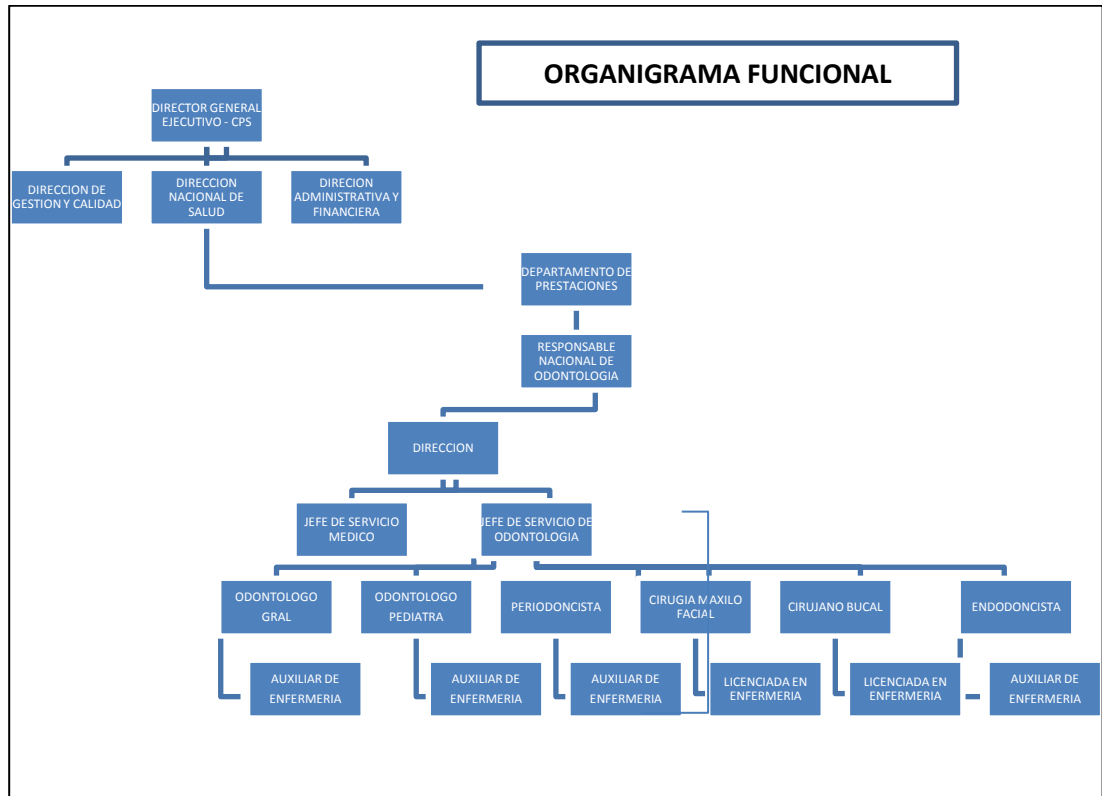 ORGANIGRAMA FUNCIONAL
DIRECTOR GENERAL
EJECUTIVO - CPS
DIRECCION DE
GESTION Y CALIDAD
DIRECCION
NACIONAL DE
SALUD
DIRECION
ADMINISTRATIVA Y
FINANCIERA
DEPARTAMENTO DE
PRESTACIONES
RESPONSABLE
NACIONAL DE
ODONTOLOGIA
DIRECCION
JEFE DE SERVICIO
MEDICO
JEFE DE SERVICIO DE
ODONTOLOGIA
ODONTOLOGO
GRAL
ODONTOLOGO
PEDIATRA
PERIODONCISTA
CIRUGIA MAXILO
FACIAL
CIRUJANO BUCAL
ENDODONCISTA
AUXILIAR DE
ENFERMERIA
AUXILIAR DE
ENFERMERIA
AUXILIAR DE
ENFERMERIA
LICENCIADA EN
ENFERMERIA
LICENCIADA EN
ENFERMERIA
AUXILIAR DE
ENFERMERIA